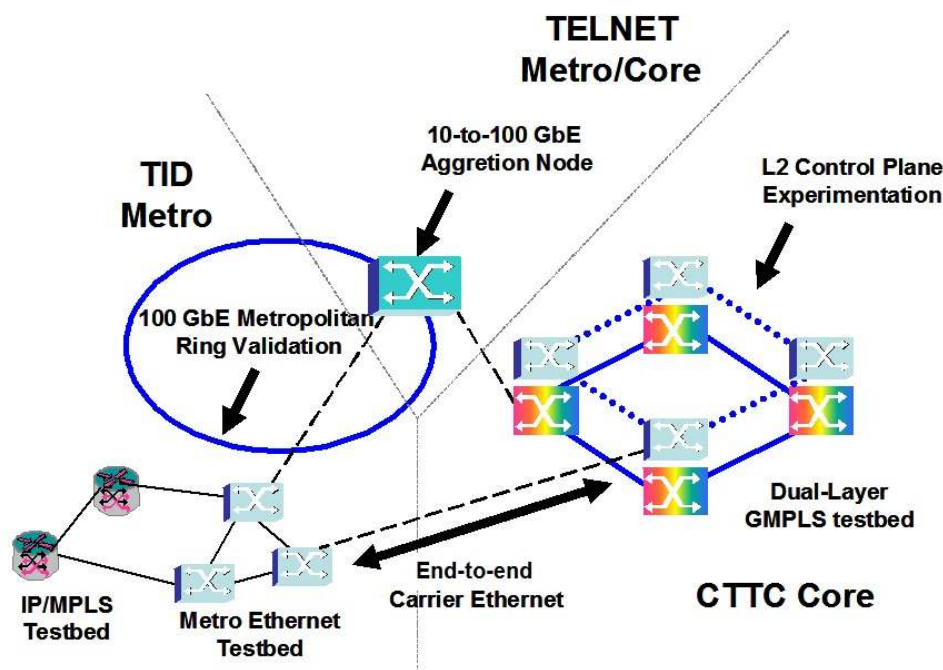 TELNET
Metro/Core
10-to-100 GbE
Aggretion Node
L2 Control Plane
Experimentation
TID
Metro
100 GbE Metropolitan
Ring Validation
Dual-Layer
GMPLS testbed
End-to-end
Carrier Ethernet
CTTC Core
IP/MPLS
Testbed
Metro Ethernet
Testbed